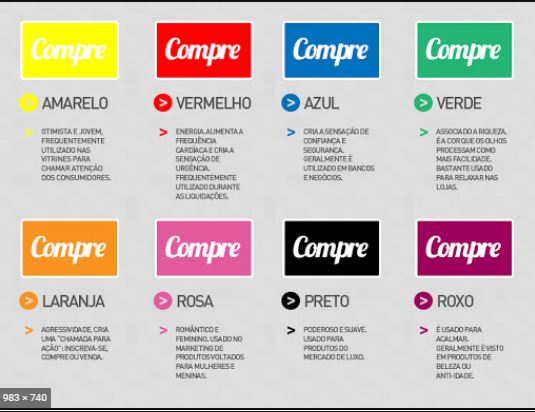 Compre
Compre
Compre
Compre
> AMARELO
> VERMELHO
> AZUL
> VERDE
> OTIMISTA E JOVEM,
FREQUENTEMENTE
UTILIZADO NAS
VITRINES PARA
CHAMAR ATENÇÃO
DOS CONSUMIDORES.
> ENERGIA, AUMENTA A
FREQUÊNCIA
CARDÍACA E CRIA A
SENSAÇÃO DE
URGÊNCIA.
FREQUENTEMENTE
UTILIZADO DURANTE
AS LIQUIDAÇÕES.
> CRIA A SENSAÇÃO DE
CONFIANÇA E
SEGURANÇA.
GERALMENTE É
UTILIZADO EM BANCOS
E NEGÓCIOS.
> ASSOCIADO A RIQUEZA.
É A COR QUE OS OLHOS
PROCESSAM COMO
MAIS FACILIDADE.
BASTANTE USADO
PARA RELAXAR NAS
LOJAS.
Compre
Compre
Compre
Compre
> LARANJA
> ROSA
> PRETO
> ROXO
> AGRESSIVIDADE. CRIA
UMA "CHAMADA PARA
AÇÃO": INSCREVA-SE,
COMPRE OU VENDA.
> ROMÂNTICO E
FEMININO. USADO NO
MARKETING DE
PRODUTOS VOLTADOS
PARA MULHERES E
MENINAS.
> PODEROSO E SUAVE.
USADO PARA
PRODUTOS DO
MERCADO DE LUXO.
> É USADO PARA
ACALMAR.
GERALMENTE É VISTO
EM PRODUTOS DE
BELEZA OU
ANTI-IDADE.
983 × 740